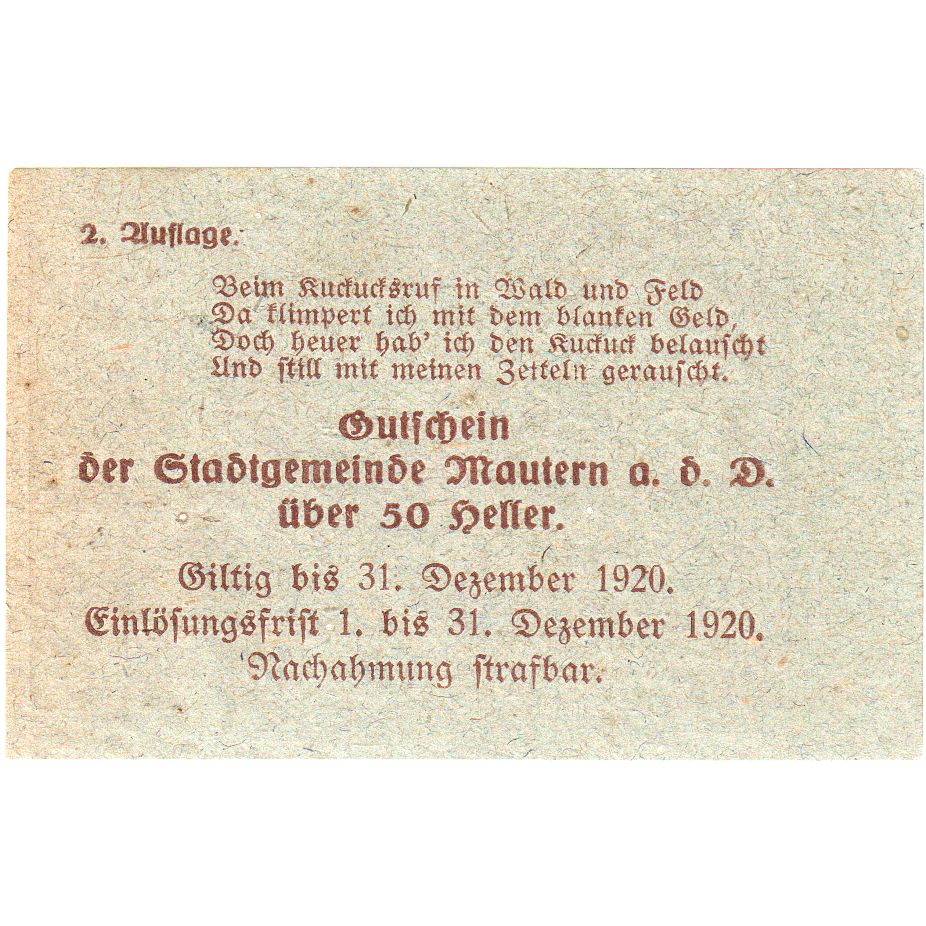 2. Auflage.
Beim Kuckucksruf in Wald und Feld
Da klimpert ich mit dem blanken Geld,
Doch heuer hab' ich den Kuckuck belauscht
Und still mit meinen Zetteln gerauscht.
Gutschein
der Stadtgemeinde Mautern a. d. D.
über 50 Heller.
Giltig bis 31. Dezember 1920.
Einlösungsfrist 1. bis 31. Dezember 1920.
Nachahmung strafbar.